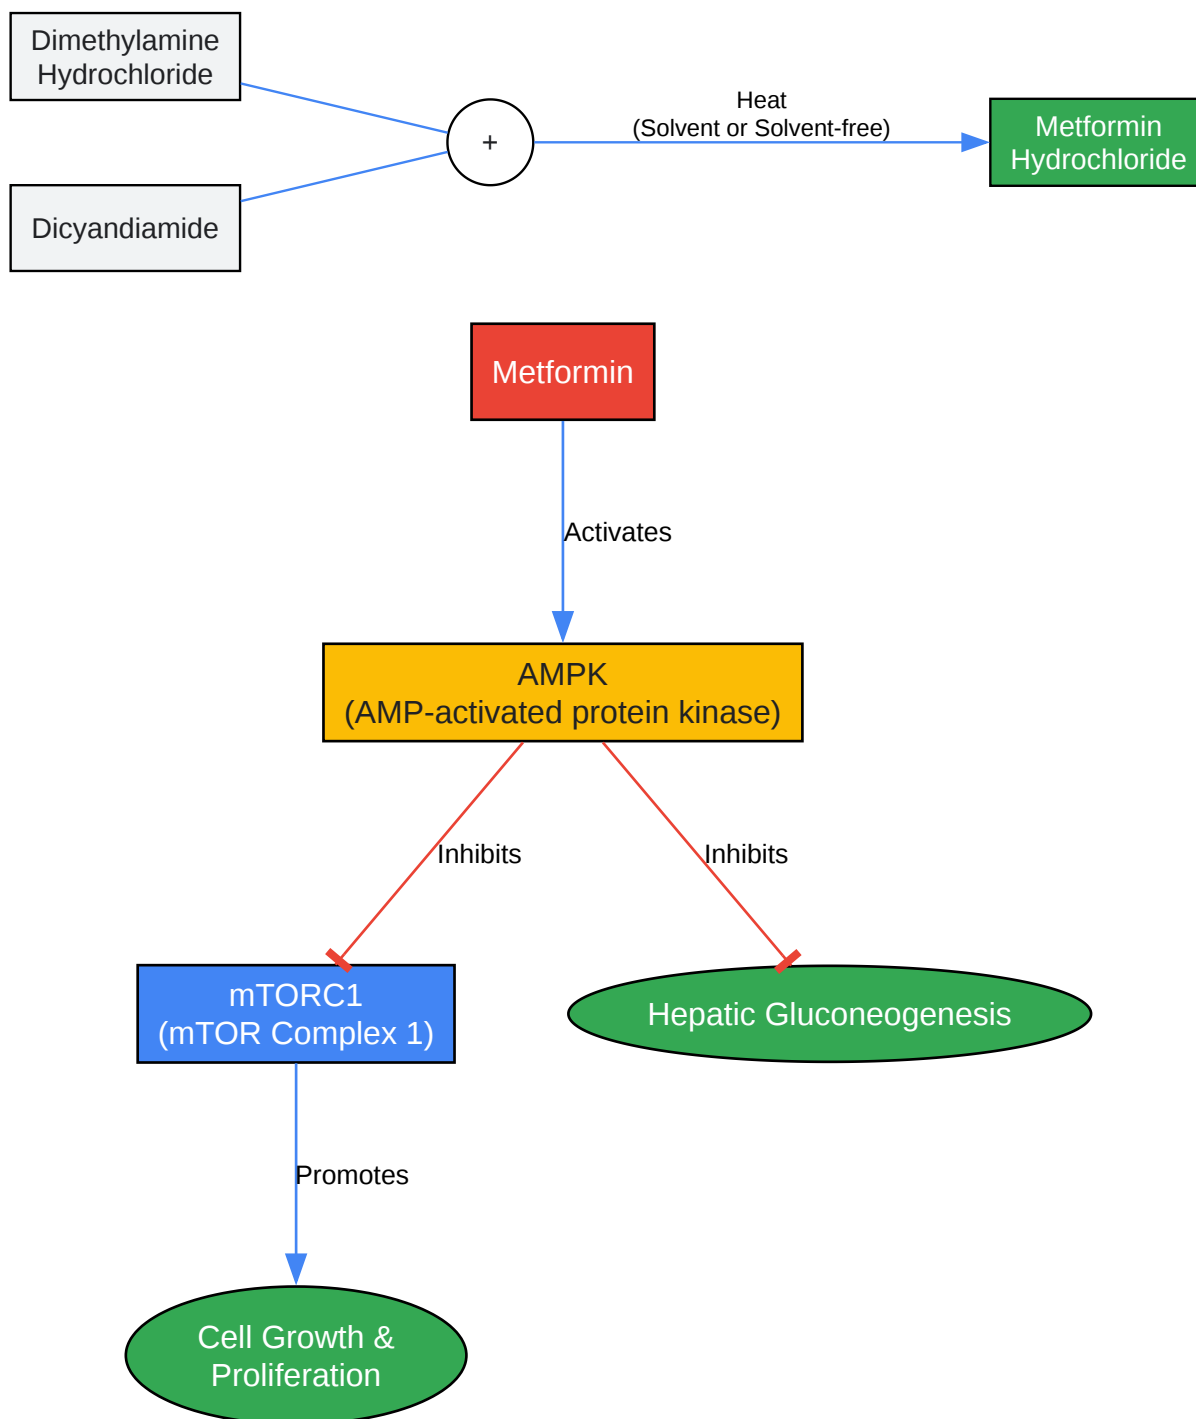 Dimethylamine
Hydrochloride
Dicyandiamide
+
Heat
(Solvent or Solvent-free)
Metformin
Hydrochloride
Metformin
Activates
AMPK
(AMP-activated protein kinase)
Inhibits
Inhibits
mTORC1
(mTOR Complex 1)
Hepatic Gluconeogenesis
Promotes
Cell Growth &
Proliferation